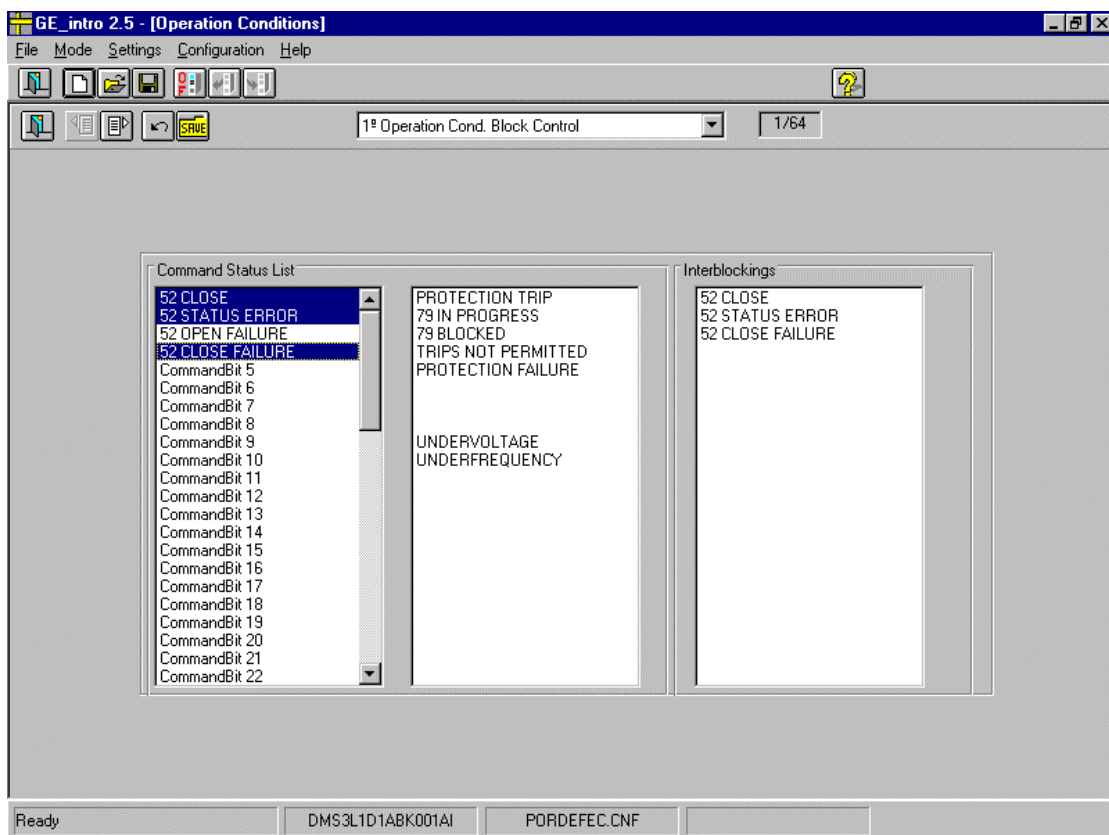 GE_intro 2.5 - [Operation Conditions]
File Mode Settings Configuration Help
SAVE
1º Operation Cond. Block Control
1/64
Command Status List
52 CLOSE
52 STATUS ERROR
52 OPEN FAILURE
52 CLOSE FAILURE
CommandBit 5
CommandBit 6
CommandBit 7
CommandBit 8
CommandBit 9
CommandBit 10
CommandBit 11
CommandBit 12
CommandBit 13
CommandBit 14
CommandBit 15
CommandBit 16
CommandBit 17
CommandBit 18
CommandBit 19
CommandBit 20
CommandBit 21
CommandBit 22
PROTECTION TRIP
79 IN PROGRESS
79 BLOCKED
TRIPS NOT PERMITTED
PROTECTION FAILURE
UNDERVOLTAGE
UNDERFREQUENCY
Interblockings
52 CLOSE
52 STATUS ERROR
52 CLOSE FAILURE
Ready
DMS3L1D1ABK001AI
PORDEFEC.CNF